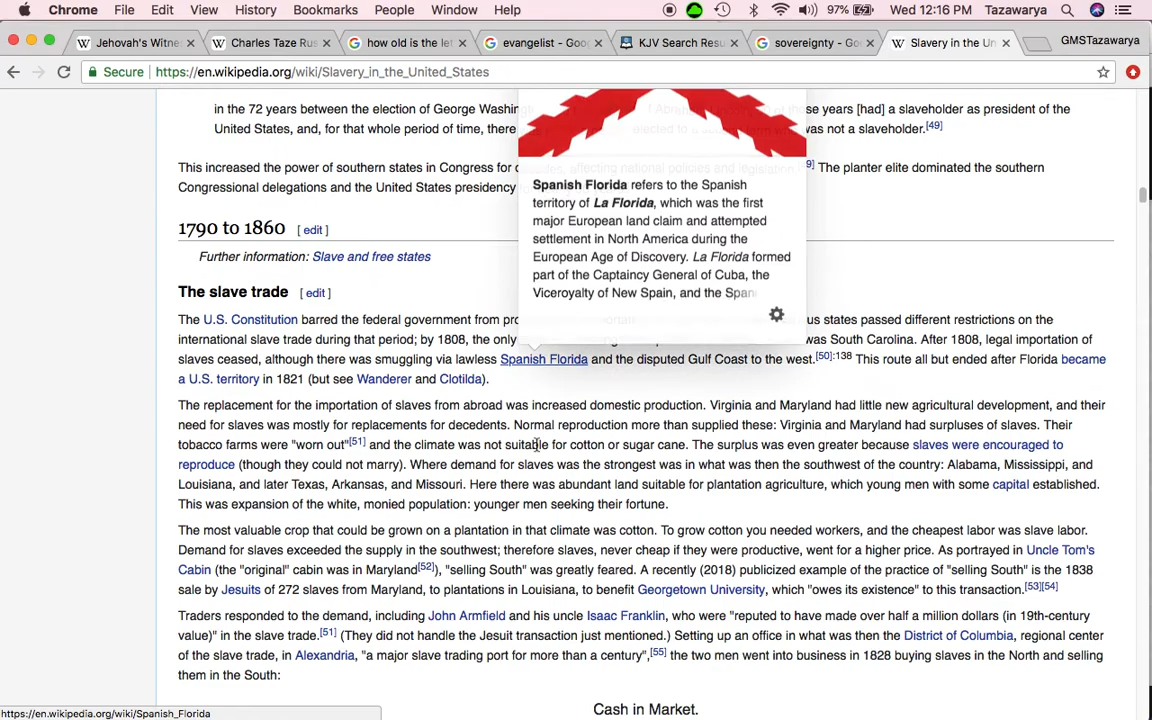 Chrome File Edit View History Bookmarks People Window Help 97% Wed 12:16 PM Tazawarya
Jehovah's Witne Charles Taze Rus how old is the let evangelist - Goo KJV Search Resu sovereignty - Go Slavery in the Un GMSTazawarya
Secure https://en.wikipedia.org/wiki/Slavery_in_the_United_States
in the 72 years between the election of George Washing these years [had] a slaveholder as president of the
United States, and, for that whole period of time, there was not a slaveholder.[49]
This increased the power of southern states in Congress for decades, affecting national policies and legislation. The planter elite dominated the southern
Congressional delegations and the United States presidency
Spanish Florida refers to the Spanish
territory of La Florida, which was the first
major European land claim and attempted
settlement in North America during the
European Age of Discovery. La Florida formed
part of the Captaincy General of Cuba, the
Viceroyalty of New Spain, and the Span
1790 to 1860 [ edit ]
Further information: Slave and free states
The slave trade [ edit ]
The U.S. Constitution barred the federal government from states passed different restrictions on the
international slave trade during that period; by 1808, the only was South Carolina. After 1808, legal importation of
slaves ceased, although there was smuggling via lawless Spanish Florida and the disputed Gulf Coast to the west.[50]:138 This route all but ended after Florida became
a U.S. territory in 1821 (but see Wanderer and Clotilda).
The replacement for the importation of slaves from abroad was increased domestic production. Virginia and Maryland had little new agricultural development, and their
need for slaves was mostly for replacements for decedents. Normal reproduction more than supplied these: Virginia and Maryland had surpluses of slaves. Their
tobacco farms were "worn out"[51] and the climate was not suitable for cotton or sugar cane. The surplus was even greater because slaves were encouraged to
reproduce (though they could not marry). Where demand for slaves was the strongest was in what was then the southwest of the country: Alabama, Mississippi, and
Louisiana, and later Texas, Arkansas, and Missouri. Here there was abundant land suitable for plantation agriculture, which young men with some capital established.
This was expansion of the white, monied population: younger men seeking their fortune.
The most valuable crop that could be grown on a plantation in that climate was cotton. To grow cotton you needed workers, and the cheapest labor was slave labor.
Demand for slaves exceeded the supply in the southwest; therefore slaves, never cheap if they were productive, went for a higher price. As portrayed in Uncle Tom's
Cabin (the "original" cabin was in Maryland[52]), "selling South" was greatly feared. A recently (2018) publicized example of the practice of "selling South" is the 1838
sale by Jesuits of 272 slaves from Maryland, to plantations in Louisiana, to benefit Georgetown University, which "owes its existence" to this transaction.[53][54]
Traders responded to the demand, including John Armfield and his uncle Isaac Franklin, who were "reputed to have made over half a million dollars (in 19th-century
value)" in the slave trade.[51] (They did not handle the Jesuit transaction just mentioned.) Setting up an office in what was then the District of Columbia, regional center
of the slave trade, in Alexandria, "a major slave trading port for more than a century",[55] the two men went into business in 1828 buying slaves in the North and selling
them in the South:
Cash in Market.
https://en.wikipedia.org/wiki/Spanish_Florida